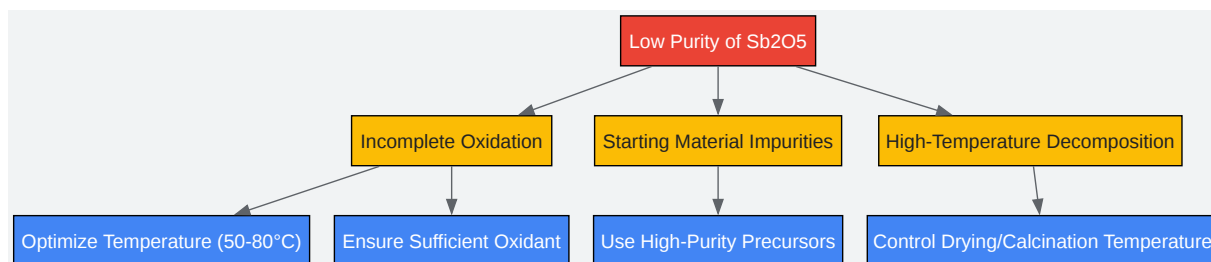 Low Purity of Sb2O5
Incomplete Oxidation
Starting Material Impurities
High-Temperature Decomposition
Optimize Temperature (50-80°C)
Ensure Sufficient Oxidant
Use High-Purity Precursors
Control Drying/Calcination Temperature